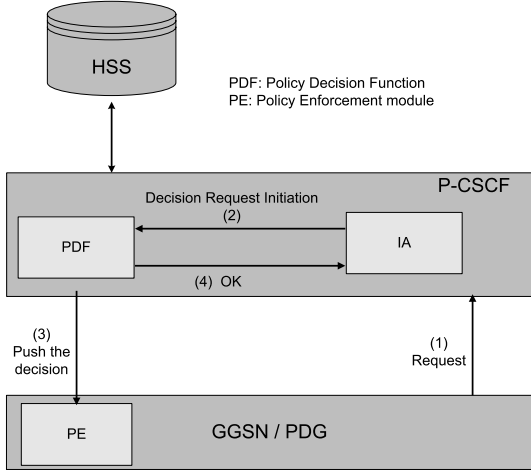 HSS
PDF: Policy Decision Function
PE: Policy Enforcement module
P-CSCF
Decision Request Initiation
(2)
PDF
IA
(4) OK
(3)
Push the
decision
(1)
Request
PE
GGSN / PDG